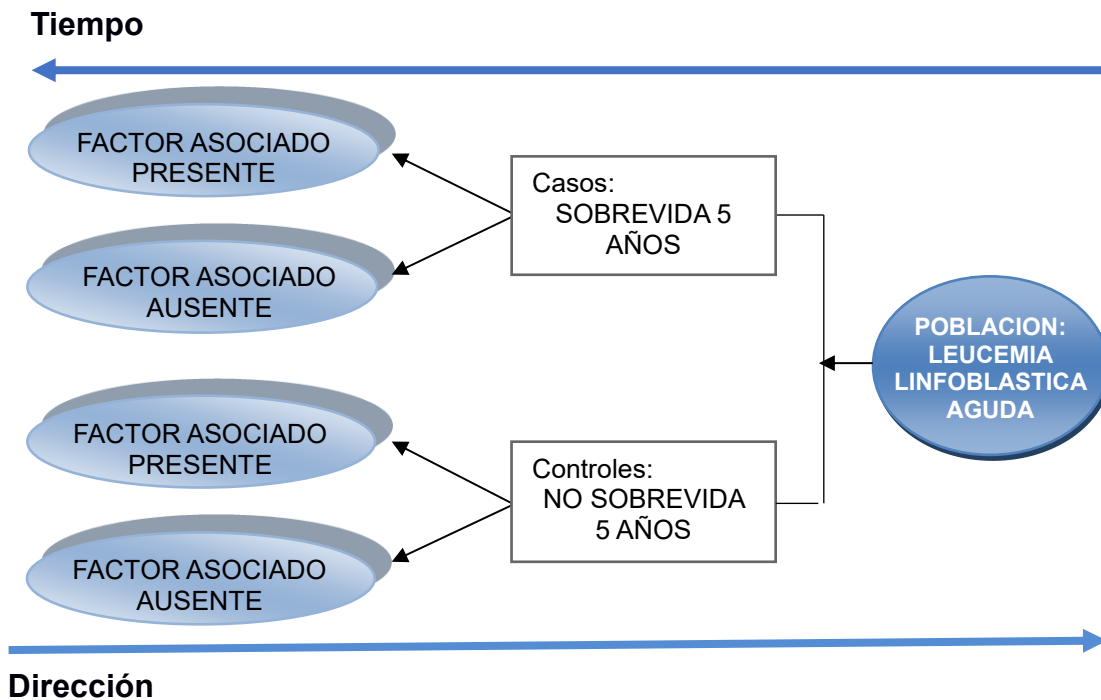 Tiempo
FACTOR ASOCIADO
PRESENTE
FACTOR ASOCIADO
AUSENTE
Casos:
SOBREVIDA 5
AÑOS
POBLACION:
LEUCEMIA
LINFOBLASTICA
AGUDA
FACTOR ASOCIADO
PRESENTE
FACTOR ASOCIADO
AUSENTE
Controles:
NO SOBREVIDA
5 AÑOS
Dirección